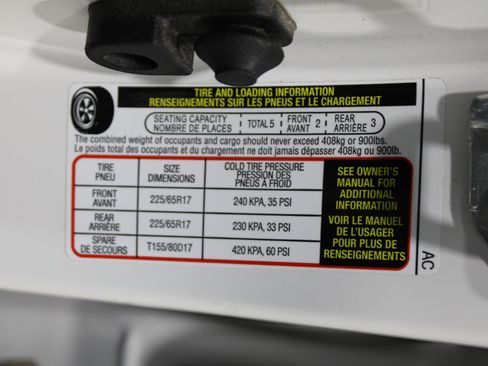 TIRE AND LOADING INFORMATION
RENSEIGNEMENTS SUR LES PNEUS ET LE CHARGEMENT
SEATING CAPACITY
NOMBRE DE PLACES
TOTAL 5
FRONT
AVANT 2
REAR
ARRIÈRE 3
The combined weight of occupants and cargo should never exceed 408kg or 900lbs.
Le poids total des occupants et du chargement ne doit jamais dépasser 408kg ou 900lbs.
TIRE
PNEU
SIZE
DIMENSIONS
COLD TIRE PRESSURE
PRESSION DES
PNEUS À FROID
FRONT
AVANT
225/65R17
240 KPA, 35 PSI
REAR
ARRIÈRE
225/65R17
230 KPA, 33 PSI
SPARE
DE SECOURS
T155/80D17
420 KPA, 60 PSI
SEE OWNER'S
MANUAL FOR
ADDITIONAL
INFORMATION
VOIR LE MANUEL
DE L'USAGER
POUR PLUS DE
RENSEIGNEMENTS
AC